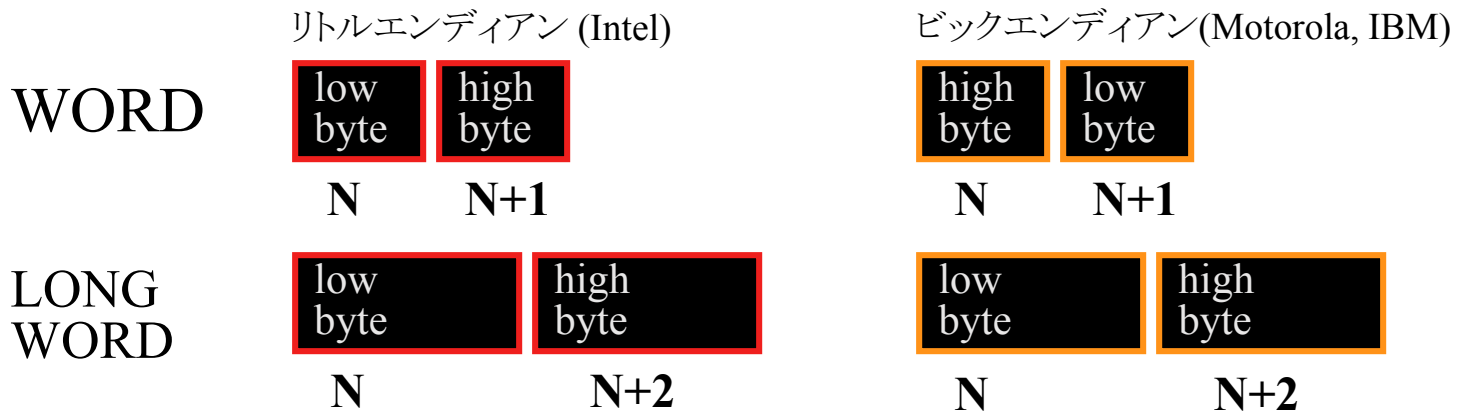 リトルエンディアン (Intel)
ビックエンディアン(Motorola, IBM)
WORD
low
byte
high
byte
high
byte
low
byte
N
N+1
N
N+1
LONG
WORD
low
byte
high
byte
low
byte
high
byte
N
N+2
N
N+2